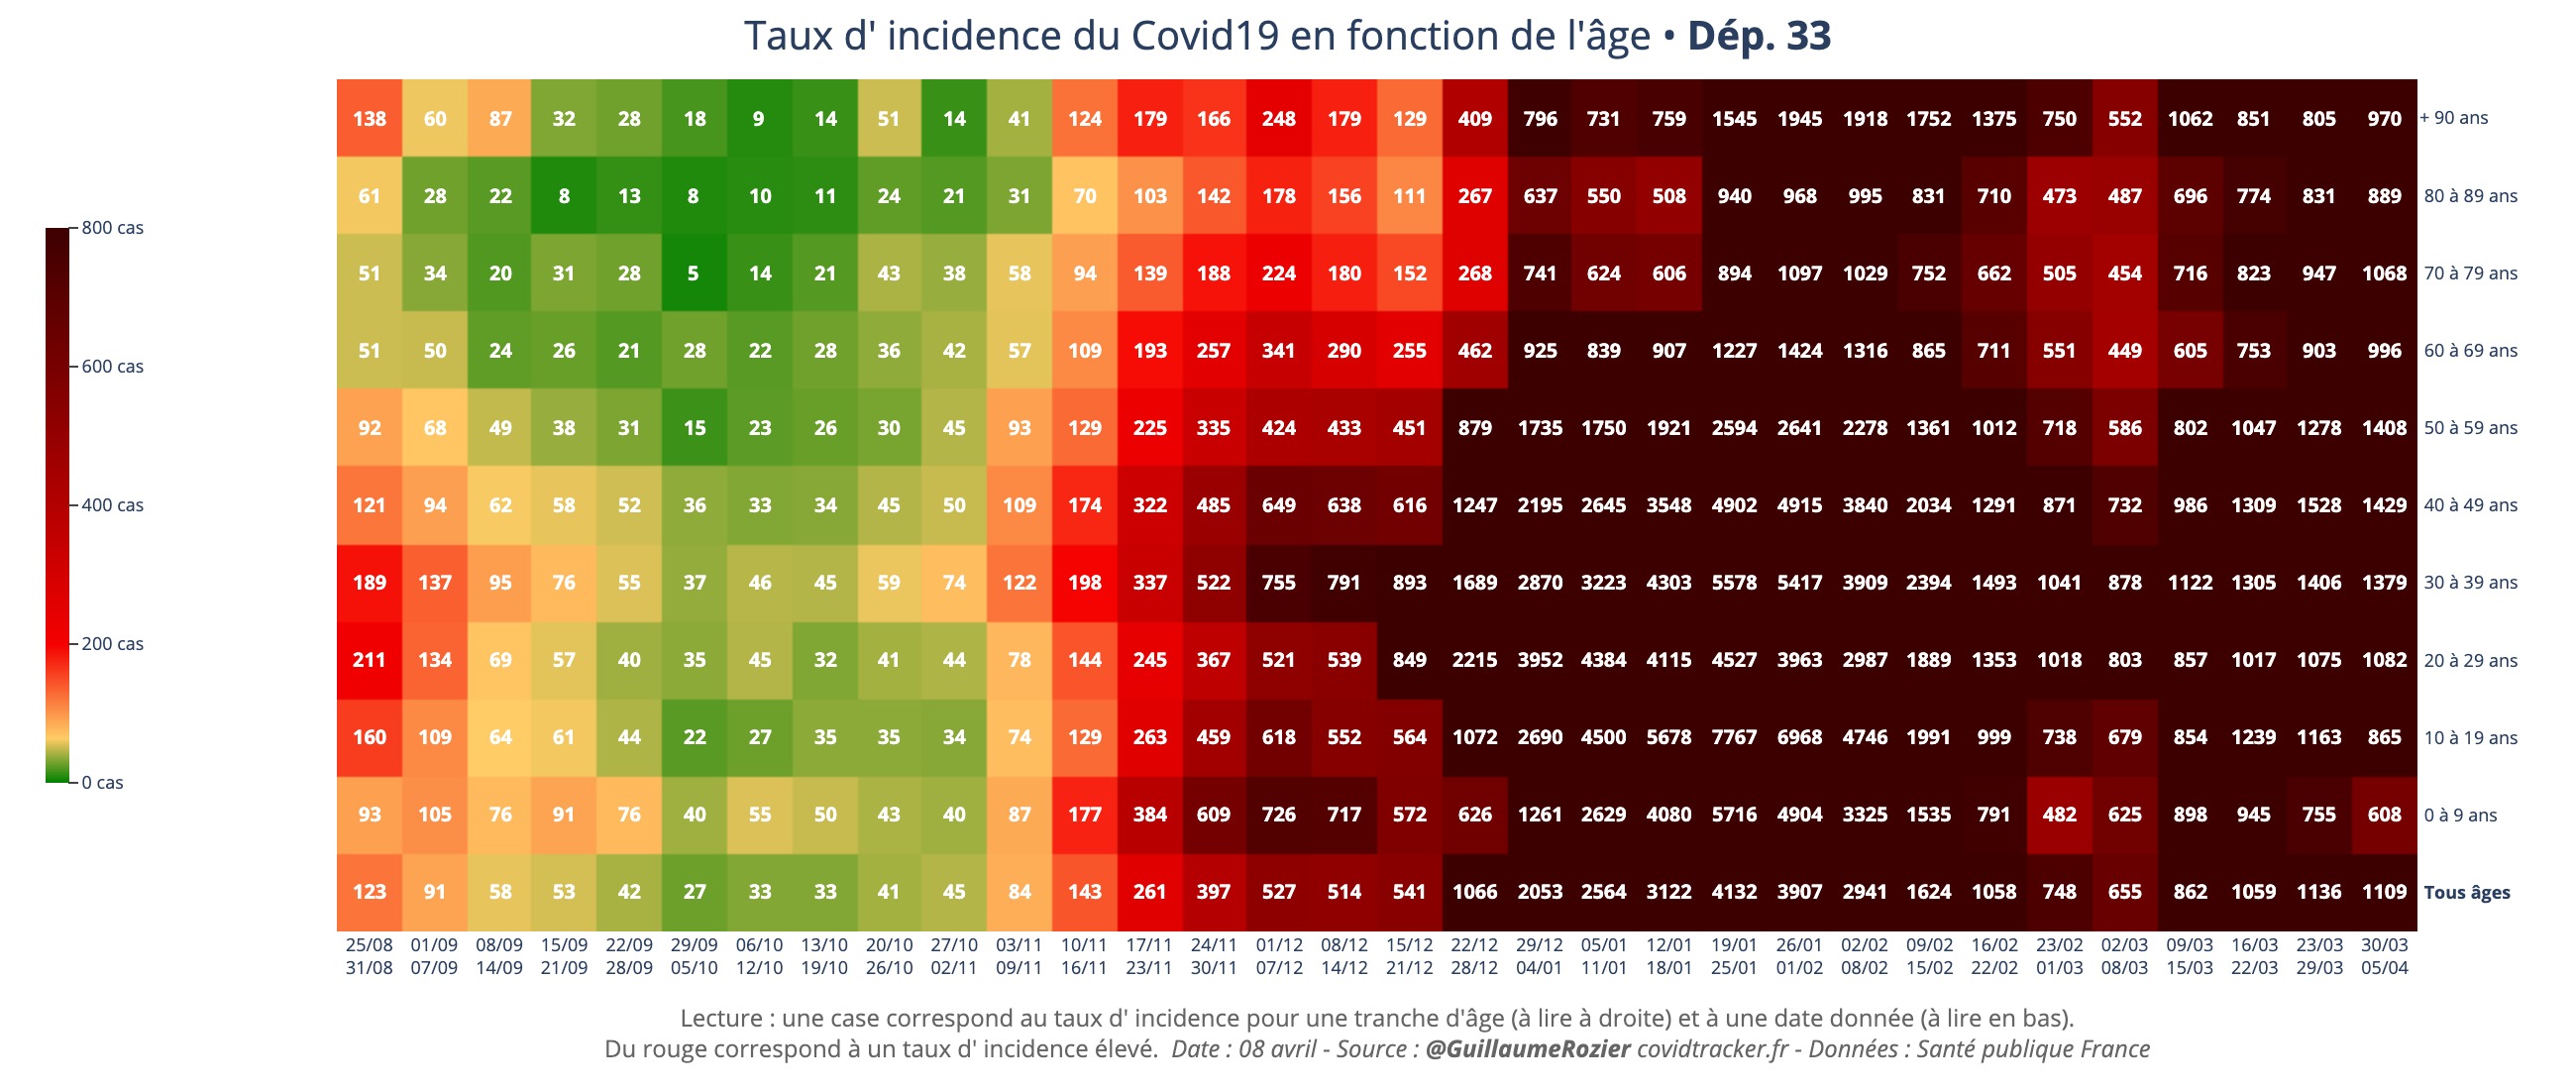 Taux d' incidence du Covid19 en fonction de l'âge • Dép. 33
800 cas
600 cas
400 cas
200 cas
0 cas
138 60 87 32 28 18 9 14 51 14 41 124 179 166 248 179 129 409 796 731 759 1545 1945 1918 1752 1375 750 552 1062 851 805 970 + 90 ans
61 28 22 8 13 8 10 11 24 21 31 70 103 142 178 156 111 267 637 550 508 940 968 995 831 710 473 487 696 774 831 889 80 à 89 ans
51 34 20 31 28 5 14 21 43 38 58 94 139 188 224 180 152 268 741 624 606 894 1097 1029 752 662 505 454 716 823 947 1068 70 à 79 ans
51 50 24 26 21 28 22 28 36 42 57 109 193 257 341 290 255 462 925 839 907 1227 1424 1316 865 711 551 449 605 753 903 996 60 à 69 ans
92 68 49 38 31 15 23 26 30 45 93 129 225 335 424 433 451 879 1735 1750 1921 2594 2641 2278 1361 1012 718 586 802 1047 1278 1408 50 à 59 ans
121 94 62 58 52 36 33 34 45 50 109 174 322 485 649 638 616 1247 2195 2645 3548 4902 4915 3840 2034 1291 871 732 986 1309 1528 1429 40 à 49 ans
189 137 95 76 55 37 46 45 59 74 122 198 337 522 755 791 893 1689 2870 3223 4303 5578 5417 3909 2394 1493 1041 878 1122 1305 1406 1379 30 à 39 ans
211 134 69 57 40 35 45 32 41 44 78 144 245 367 521 539 849 2215 3952 4384 4115 4527 3963 2987 1889 1353 1018 803 857 1017 1075 1082 20 à 29 ans
160 109 64 61 44 22 27 35 35 34 74 129 263 459 618 552 564 1072 2690 4500 5678 7767 6968 4746 1991 999 738 679 854 1239 1163 865 10 à 19 ans
93 105 76 91 76 40 55 50 43 40 87 177 384 609 726 717 572 626 1261 2629 4080 5716 4904 3325 1535 791 482 625 898 945 755 608 0 à 9 ans
123 91 58 53 42 27 33 33 41 45 84 143 261 397 527 514 541 1066 2053 2564 3122 4132 3907 2941 1624 1058 748 655 862 1059 1136 1109 Tous âges
25/08 01/09 08/09 15/09 22/09 29/09 06/10 13/10 20/10 27/10 03/11 10/11 17/11 24/11 01/12 08/12 15/12 22/12 29/12 05/01 12/01 19/01 26/01 02/02 09/02 16/02 23/02 02/03 09/03 16/03 23/03 30/03
31/08 07/09 14/09 21/09 28/09 05/10 12/10 19/10 26/10 02/11 09/11 16/11 23/11 30/11 07/12 14/12 21/12 28/12 04/01 11/01 18/01 25/01 01/02 08/02 15/02 22/02 01/03 08/03 15/03 22/03 29/03 05/04
Lecture : une case correspond au taux d' incidence pour une tranche d'âge (à lire à droite) et à une date donnée (à lire en bas).
Du rouge correspond à un taux d' incidence élevé. Date : 08 avril - Source : @GuillaumeRozier covidtracker.fr - Données : Santé publique France